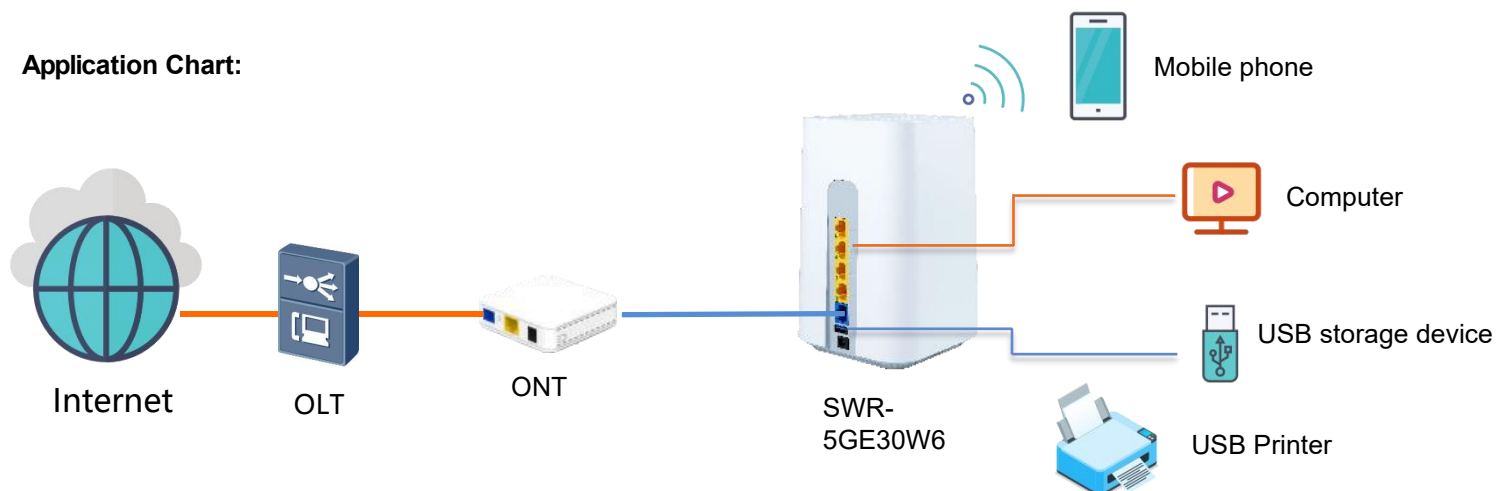 Application Chart:
Mobile phone
Computer
USB storage device
Internet
OLT
ONT
SWR-
5GE30W6
USB Printer